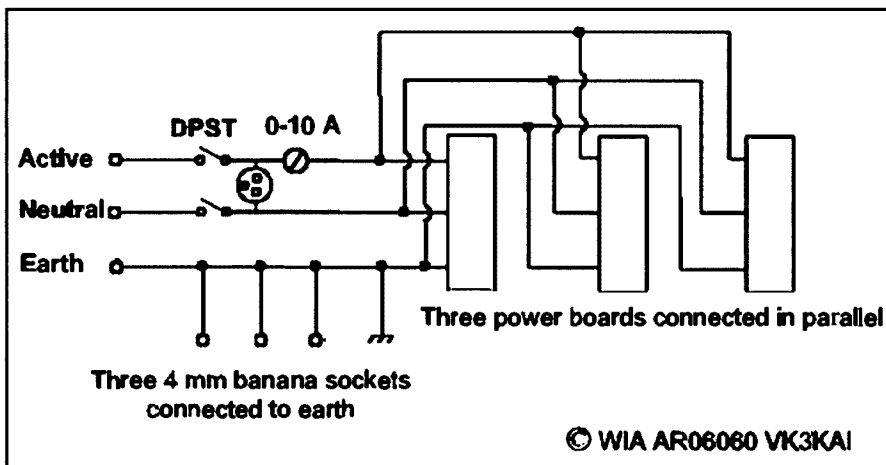 DPST 0-10 A
Active
Neutral
Earth
Three power boards connected in parallel
Three 4 mm banana sockets
connected to earth
© WIA AR06060 VK3KAI